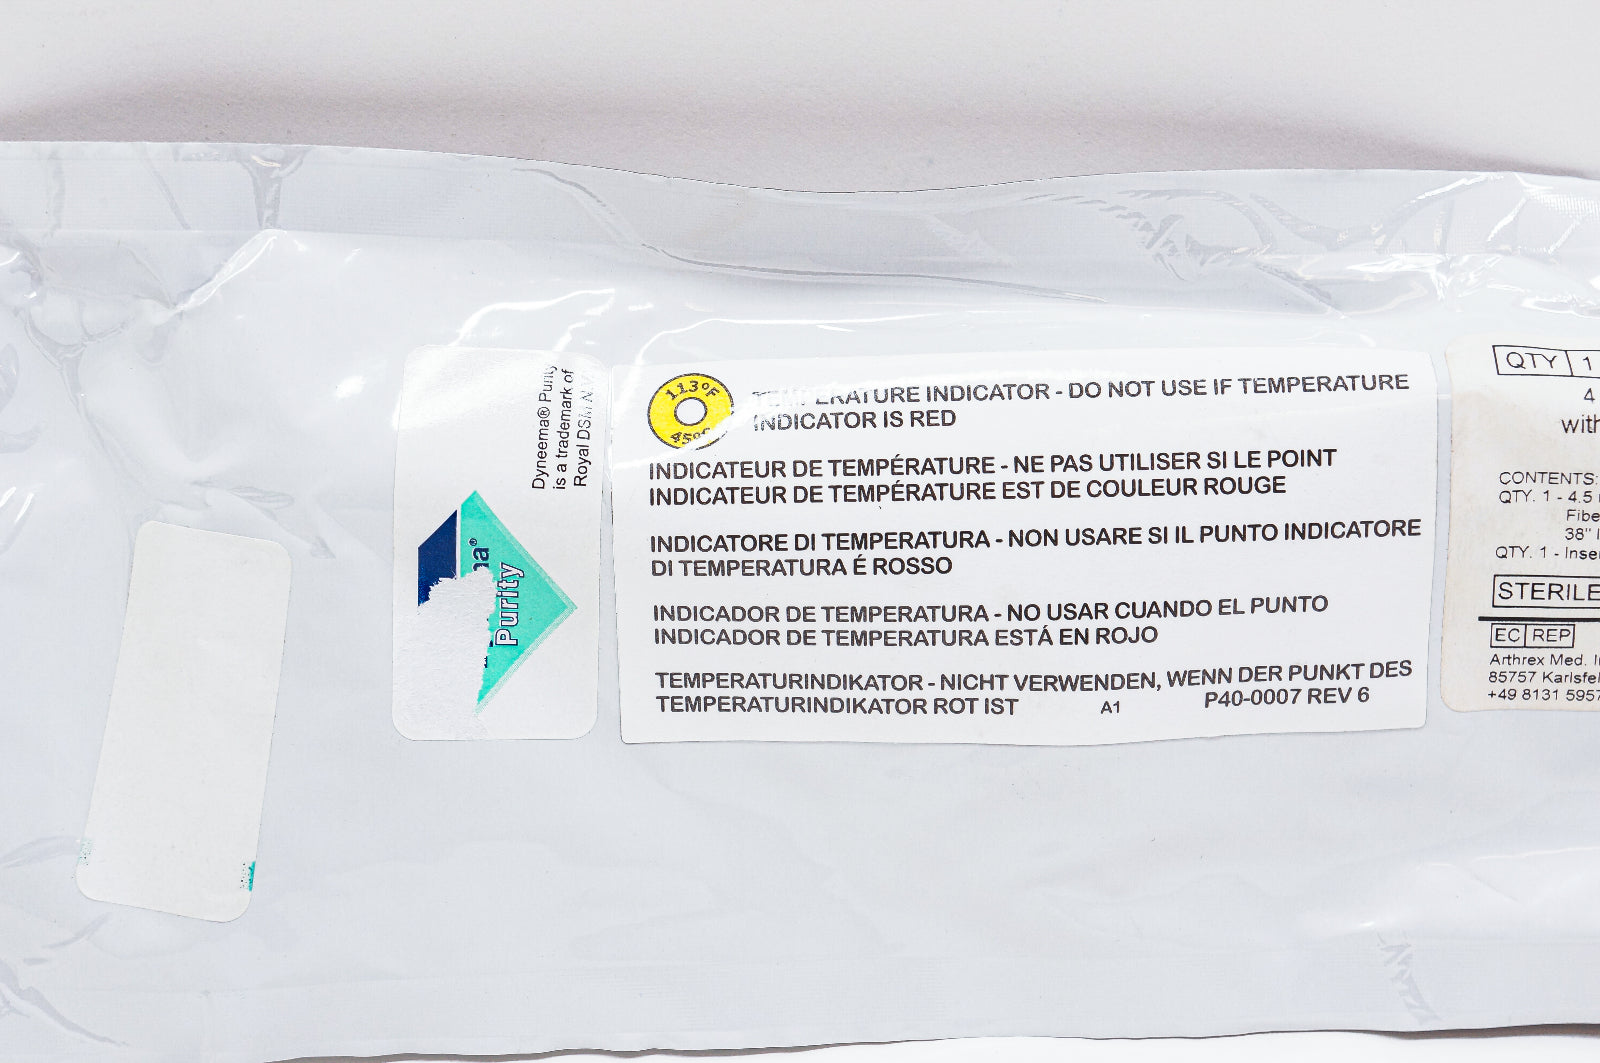 Dyneema® Purity
is a trademark of
Royal
Purity
113°F
45°C
TEMPERATURE INDICATOR - DO NOT USE IF TEMPERATURE
INDICATOR IS RED
INDICATEUR DE TEMPÉRATURE - NE PAS UTILISER SI LE POINT
INDICATEUR DE TEMPÉRATURE EST DE COULEUR ROUGE
INDICATORE DI TEMPERATURA - NON USARE SI IL PUNTO INDICATORE
DI TEMPERATURA É ROSSO
INDICADOR DE TEMPERATURA - NO USAR CUANDO EL PUNTO
INDICADOR DE TEMPERATURA ESTÁ EN ROJO
TEMPERATURINDIKATOR - NICHT VERWENDEN, WENN DER PUNKT DES
TEMPERATURINDIKATOR ROT IST A1 P40-0007 REV 6
QTY 1
4
with
CONTENTS:
QTY. 1 - 4.5
Fibe
38"
QTY. 1 - Inse
STERILE
EC REP
Arthrex Med. I
85757 Karlsfel
+49 8131 5957